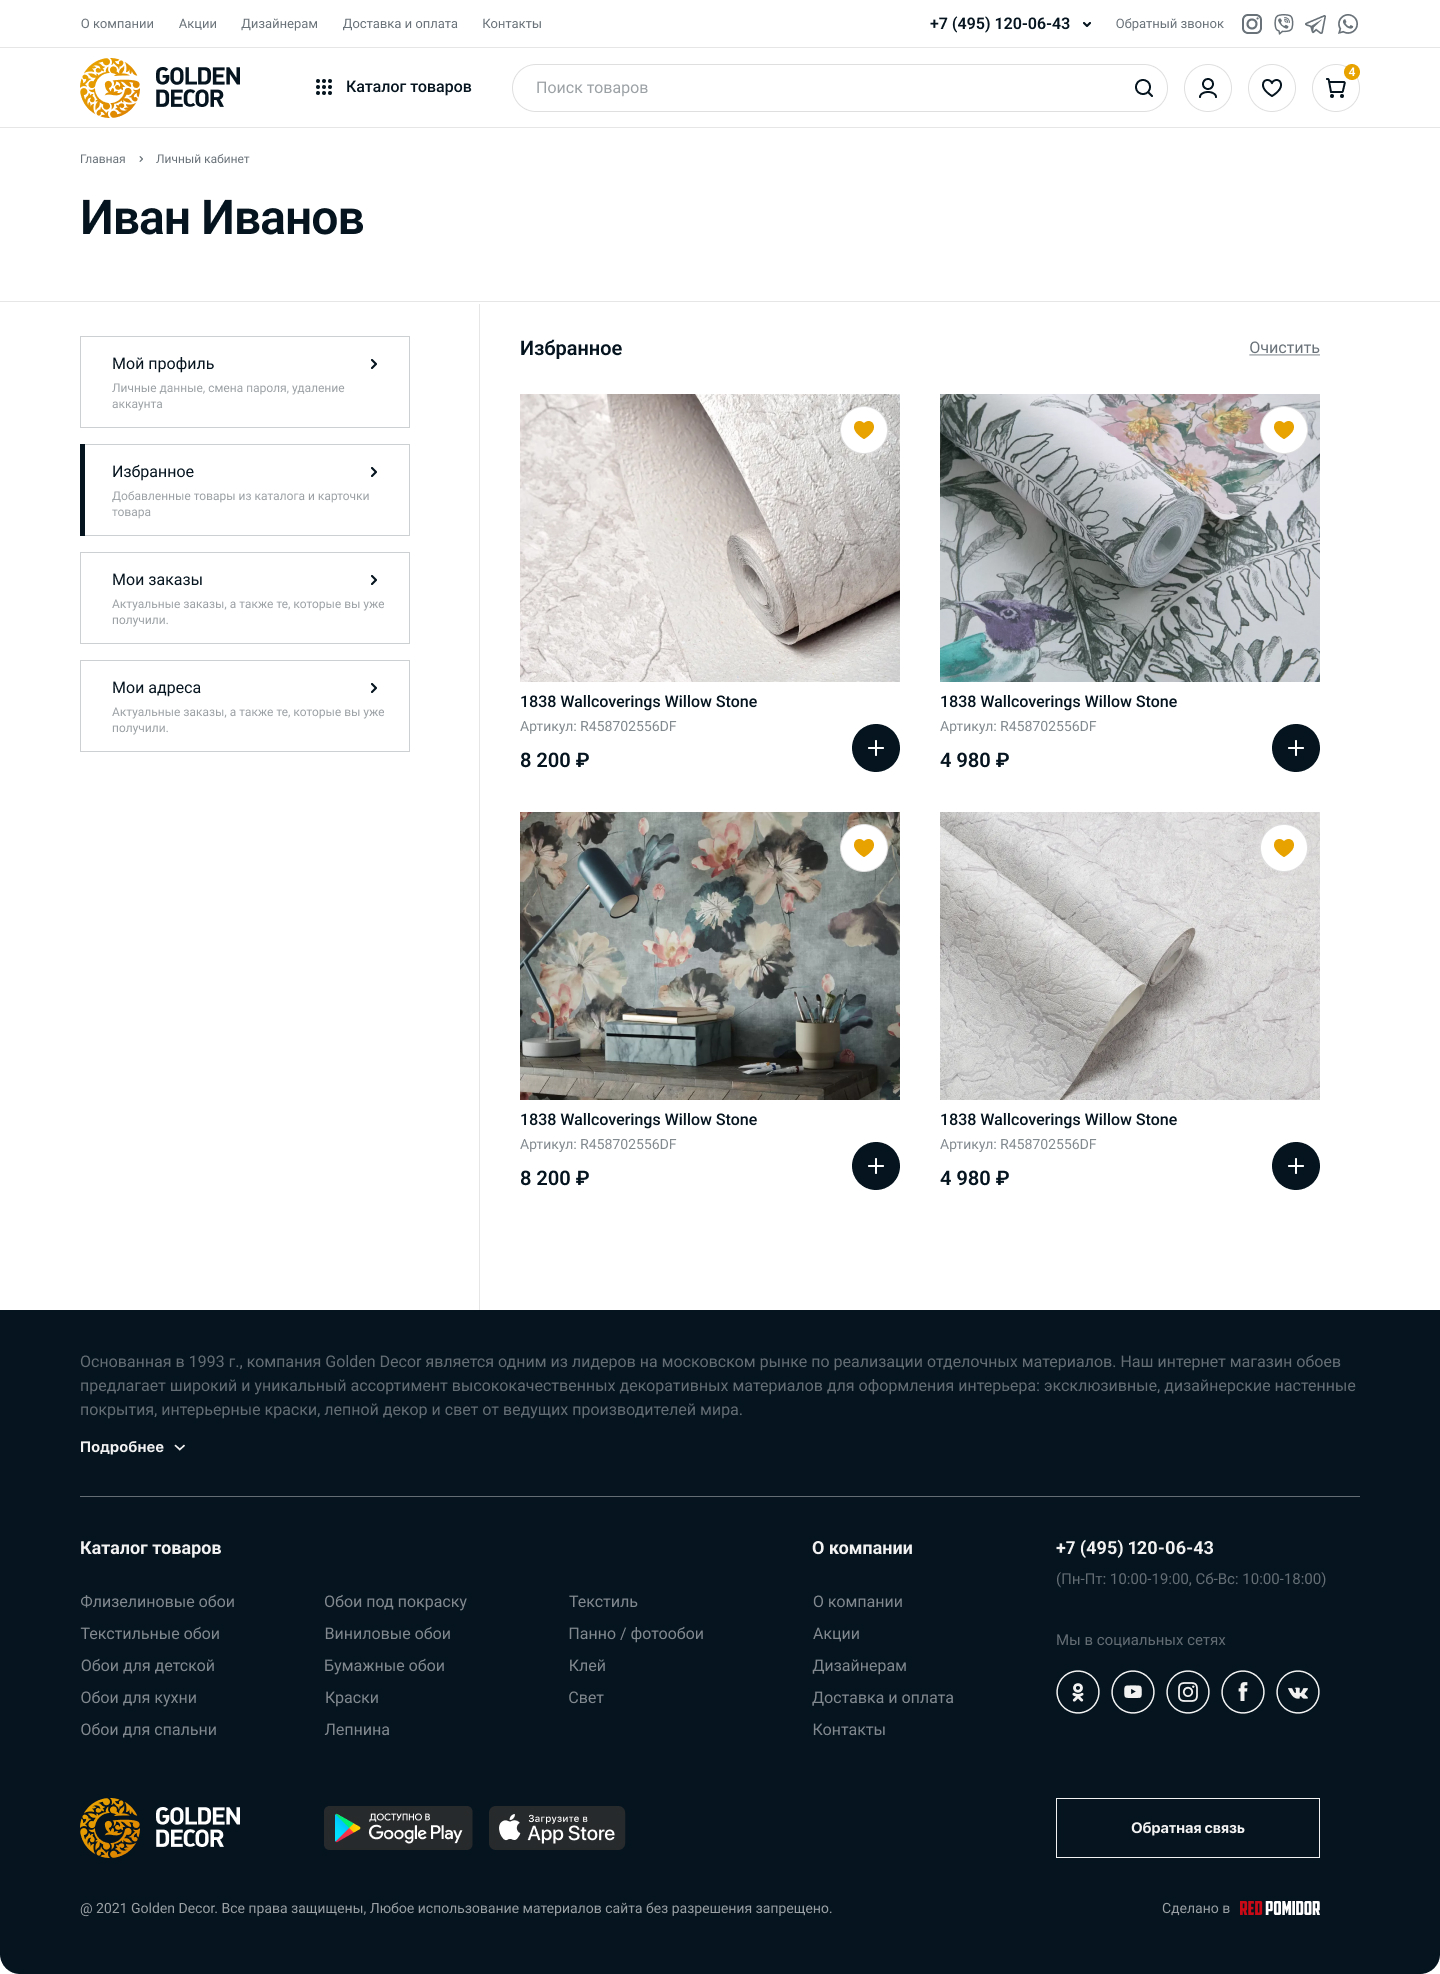 О компании Акции Дизайнерам Доставка и оплата Контакты +7 (495) 120-06-43 Обратный звонок
GOLDEN
DECOR
Каталог товаров
Поиск товаров
4
Главная Личный кабинет
Иван Иванов
Мой профиль
Личные данные, смена пароля, удаление
аккаунта
Избранное
Добавленные товары из каталога и карточки
товара
Мои заказы
Актуальные заказы, а также те, которые вы уже
получили.
Мои адреса
Актуальные заказы, а также те, которые вы уже
получили.
Избранное Очистить
1838 Wallcoverings Willow Stone
Артикул: R458702556DF
8 200 ₽
1838 Wallcoverings Willow Stone
Артикул: R458702556DF
4 980 ₽
1838 Wallcoverings Willow Stone
Артикул: R458702556DF
8 200 ₽
1838 Wallcoverings Willow Stone
Артикул: R458702556DF
4 980 ₽
Основанная в 1993 г., компания Golden Decor является одним из лидеров на московском рынке по реализации отделочных материалов. Наш интернет магазин обоев
предлагает широкий и уникальный ассортимент высококачественных декоративных материалов для оформления интерьера: эксклюзивные, дизайнерские настенные
покрытия, интерьерные краски, лепной декор и свет от ведущих производителей мира.
Подробнее
Каталог товаров
Флизелиновые обои
Текстильные обои
Обои для детской
Обои для кухни
Обои для спальни
Обои под покраску
Виниловые обои
Бумажные обои
Краски
Лепнина
Текстиль
Панно / фотообои
Клей
Свет
О компании
О компании
Акции
Дизайнерам
Доставка и оплата
Контакты
+7 (495) 120-06-43
(Пн-Пт: 10:00-19:00, Сб-Вс: 10:00-18:00)
Мы в социальных сетях
GOLDEN
DECOR
ДОСТУПНО В
Google Play
Загрузите в
App Store
Обратная связь
@ 2021 Golden Decor. Все права защищены, Любое использование материалов сайта без разрешения запрещено.
Сделано в RED POMIDOR